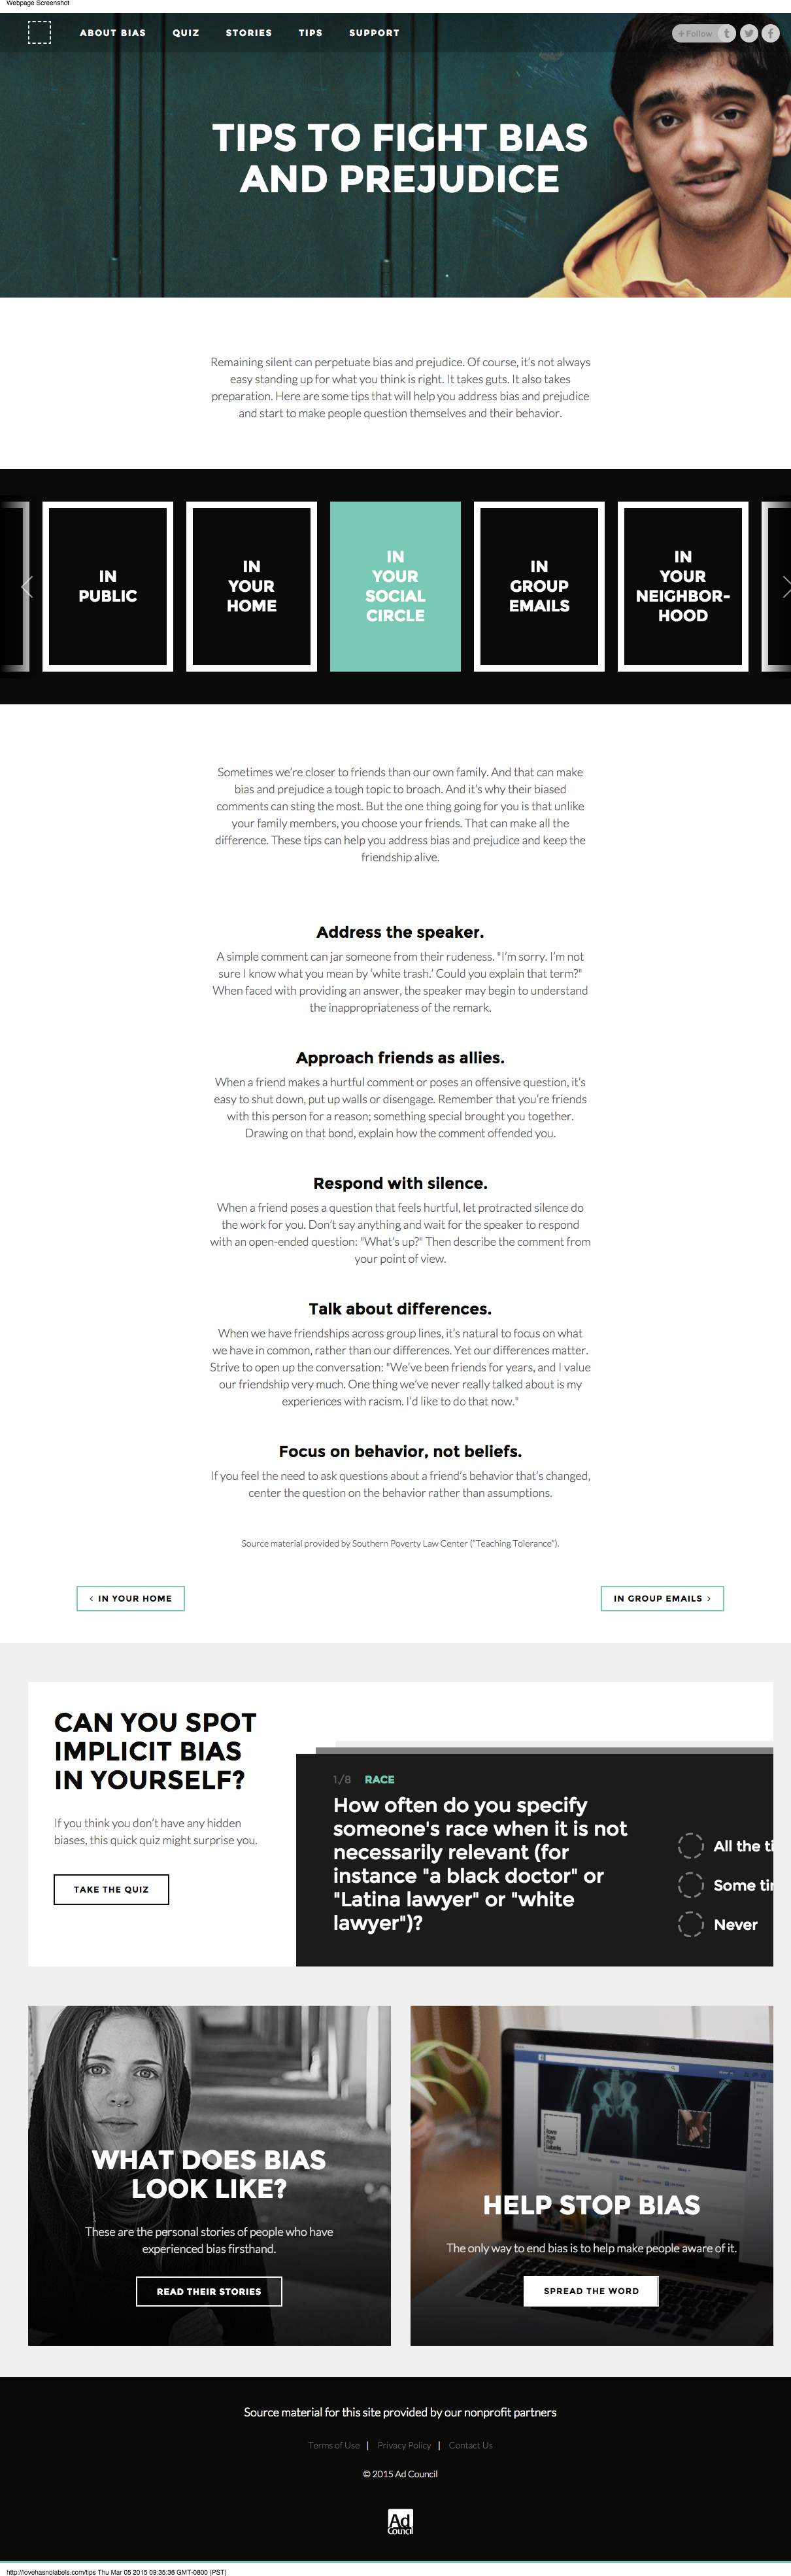 Webpage Screenshot
ABOUT BIAS QUIZ STORIES TIPS SUPPORT + Follow
TIPS TO FIGHT BIAS
AND PREJUDICE
Remaining silent can perpetuate bias and prejudice. Of course, it's not always
easy standing up for what you think is right. It takes guts. It also takes
preparation. Here are some tips that will help you address bias and prejudice
and start to make people question themselves and their behavior.
IN
PUBLIC
IN
YOUR
HOME
IN
YOUR
SOCIAL
CIRCLE
IN
GROUP
EMAILS
IN
YOUR
NEIGHBOR-
HOOD
Sometimes we're closer to friends than our own family. And that can make
bias and prejudice a tough topic to broach. And it's why their biased
comments can sting the most. But the one thing going for you is that unlike
your family members, you choose your friends. That can make all the
difference. These tips can help you address bias and prejudice and keep the
friendship alive.
Address the speaker.
A simple comment can jar someone from their rudeness. "I'm sorry. I'm not
sure I know what you mean by 'white trash.' Could you explain that term?"
When faced with providing an answer, the speaker may begin to understand
the inappropriateness of the remark.
Approach friends as allies.
When a friend makes a hurtful comment or poses an offensive question, it's
easy to shut down, put up walls or disengage. Remember that you're friends
with this person for a reason; something special brought you together.
Drawing on that bond, explain how the comment offended you.
Respond with silence.
When a friend poses a question that feels hurtful, let protracted silence do
the work for you. Don't say anything and wait for the speaker to respond
with an open-ended question: "What's up?" Then describe the comment from
your point of view.
Talk about differences.
When we have friendships across group lines, it's natural to focus on what
we have in common, rather than our differences. Yet our differences matter.
Strive to open up the conversation: "We've been friends for years, and I value
our friendship very much. One thing we've never really talked about is my
experiences with racism. I'd like to do that now."
Focus on behavior, not beliefs.
If you feel the need to ask questions about a friend's behavior that's changed,
center the question on the behavior rather than assumptions.
Source material provided by Southern Poverty Law Center ("Teaching Tolerance").
‹ IN YOUR HOME
IN GROUP EMAILS ›
CAN YOU SPOT
IMPLICIT BIAS
IN YOURSELF?
If you think you don't have any hidden
biases, this quick quiz might surprise you.
TAKE THE QUIZ
1/8 RACE
How often do you specify
someone's race when it is not
necessarily relevant (for
instance "a black doctor" or
"Latina lawyer" or "white
lawyer")?
All the ti
Some tir
Never
WHAT DOES BIAS
LOOK LIKE?
These are the personal stories of people who have
experienced bias firsthand.
READ THEIR STORIES
love
has
no
labels
HELP STOP BIAS
The only way to end bias is to help make people aware of it.
SPREAD THE WORD
Source material for this site provided by our nonprofit partners
Terms of Use | Privacy Policy | Contact Us
© 2015 Ad Council
Ad
Council
http://lovehasnolabels.com/tips Thu Mar 05 2015 09:35:36 GMT-0800 (PST)